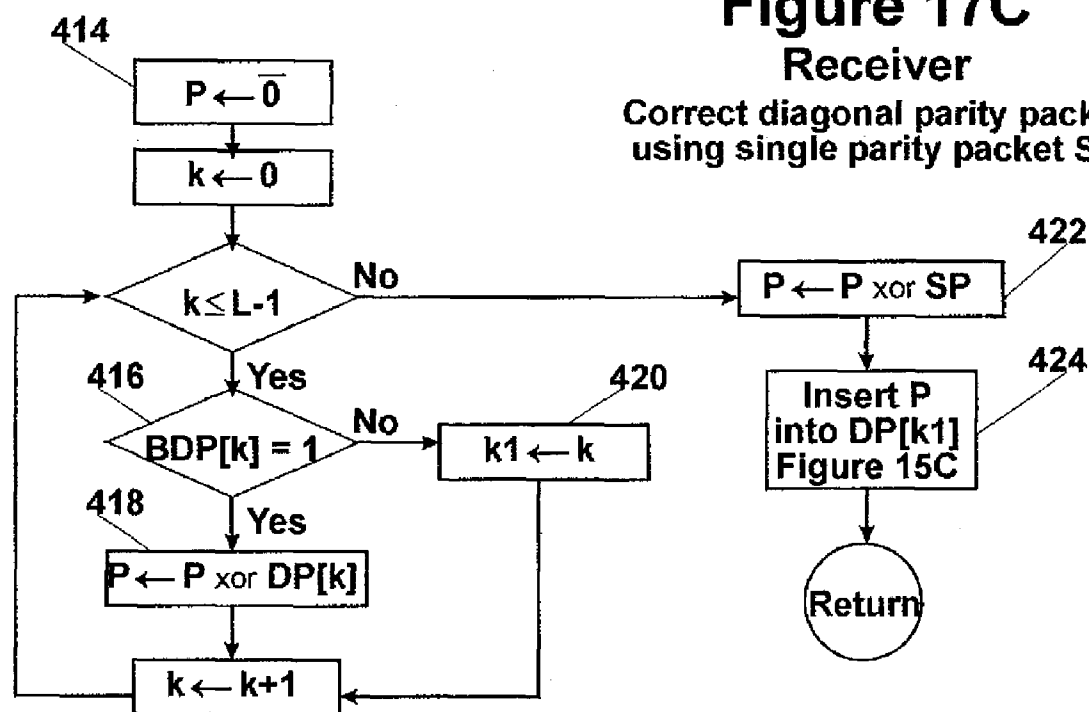 Figure 17C
Receiver
Correct diagonal parity pack
using single parity packet S
414
P ← 0̅
k ← 0
k ≤ L-1
No
Yes
416
BDP[k] = 1
No
Yes
418
P ← P xor DP[k]
k ← k+1
420
k1 ← k
422
P ← P xor SP
424
Insert P
into DP[k1]
Figure 15C
Return